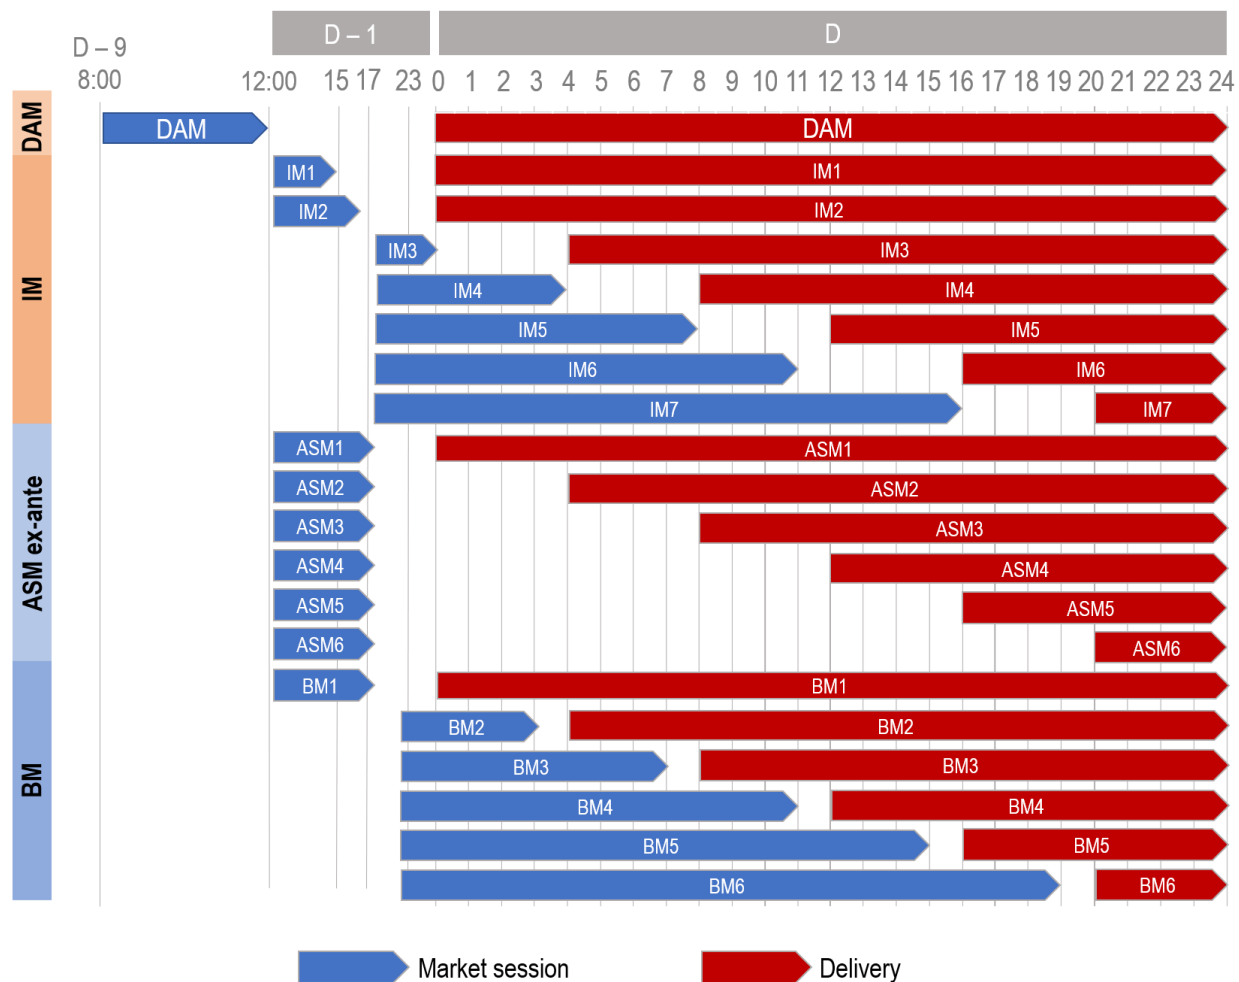 D – 1
D
D – 9
8:00
12:00 15 17 23 0 1 2 3 4 5 6 7 8 9 10 11 12 13 14 15 16 17 18 19 20 21 22 23 24
DAM
DAM
DAM
IM
IM1
IM1
IM2
IM2
IM3
IM3
IM4
IM4
IM5
IM5
IM6
IM6
IM7
IM7
ASM ex-ante
ASM1
ASM1
ASM2
ASM2
ASM3
ASM3
ASM4
ASM4
ASM5
ASM5
ASM6
ASM6
BM
BM1
BM1
BM2
BM2
BM3
BM3
BM4
BM4
BM5
BM5
BM6
BM6
Market session
Delivery